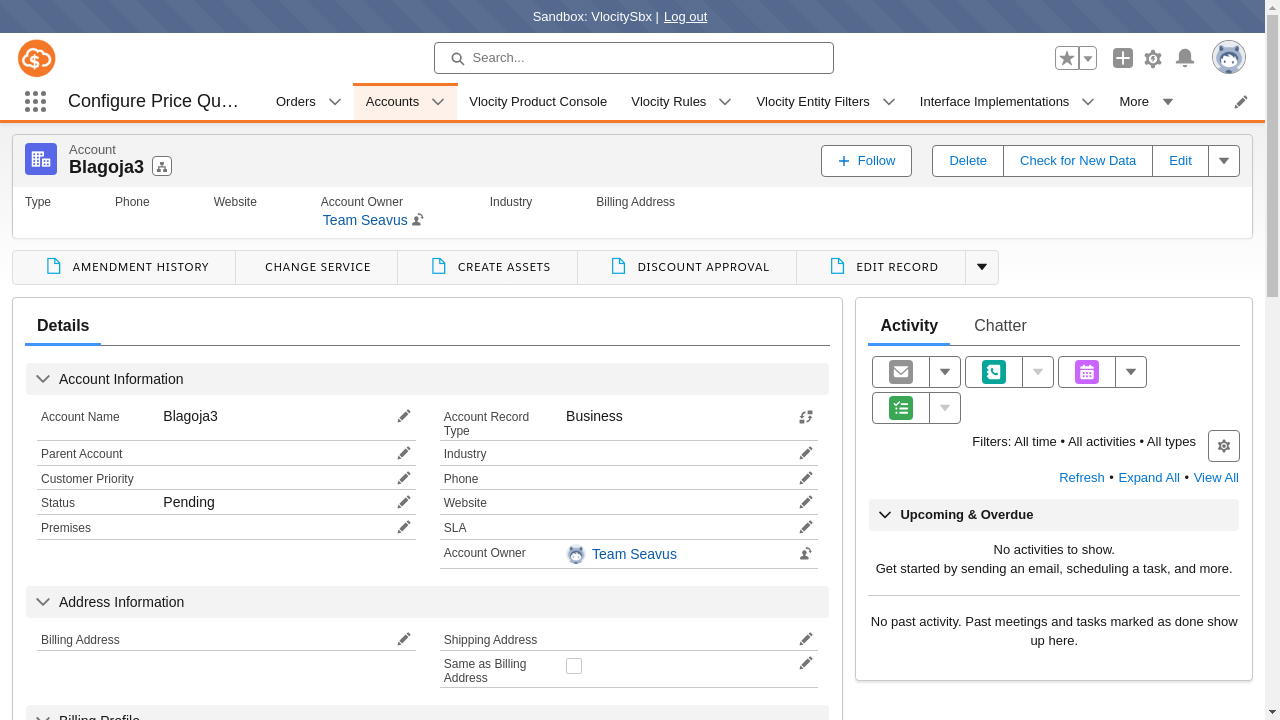 Sandbox: VlocitySbx | Log out
Search...
Configure Price Qu...
Orders
Accounts
Vlocity Product Console
Vlocity Rules
Vlocity Entity Filters
Interface Implementations
More
Account
Blagoja3
Follow
Delete
Check for New Data
Edit
Type
Phone
Website
Account Owner
Industry
Billing Address
Team Seavus
AMENDMENT HISTORY
CHANGE SERVICE
CREATE ASSETS
DISCOUNT APPROVAL
EDIT RECORD
Details
Account Information
Account Name
Blagoja3
Account Record
Type
Business
Parent Account
Industry
Customer Priority
Phone
Status
Pending
Website
Premises
SLA
Account Owner
Team Seavus
Address Information
Billing Address
Shipping Address
Same as Billing
Address
Billing Profile
Activity
Chatter
Filters: All time • All activities • All types
Refresh • Expand All • View All
Upcoming & Overdue
No activities to show.
Get started by sending an email, scheduling a task, and more.
No past activity. Past meetings and tasks marked as done show
up here.